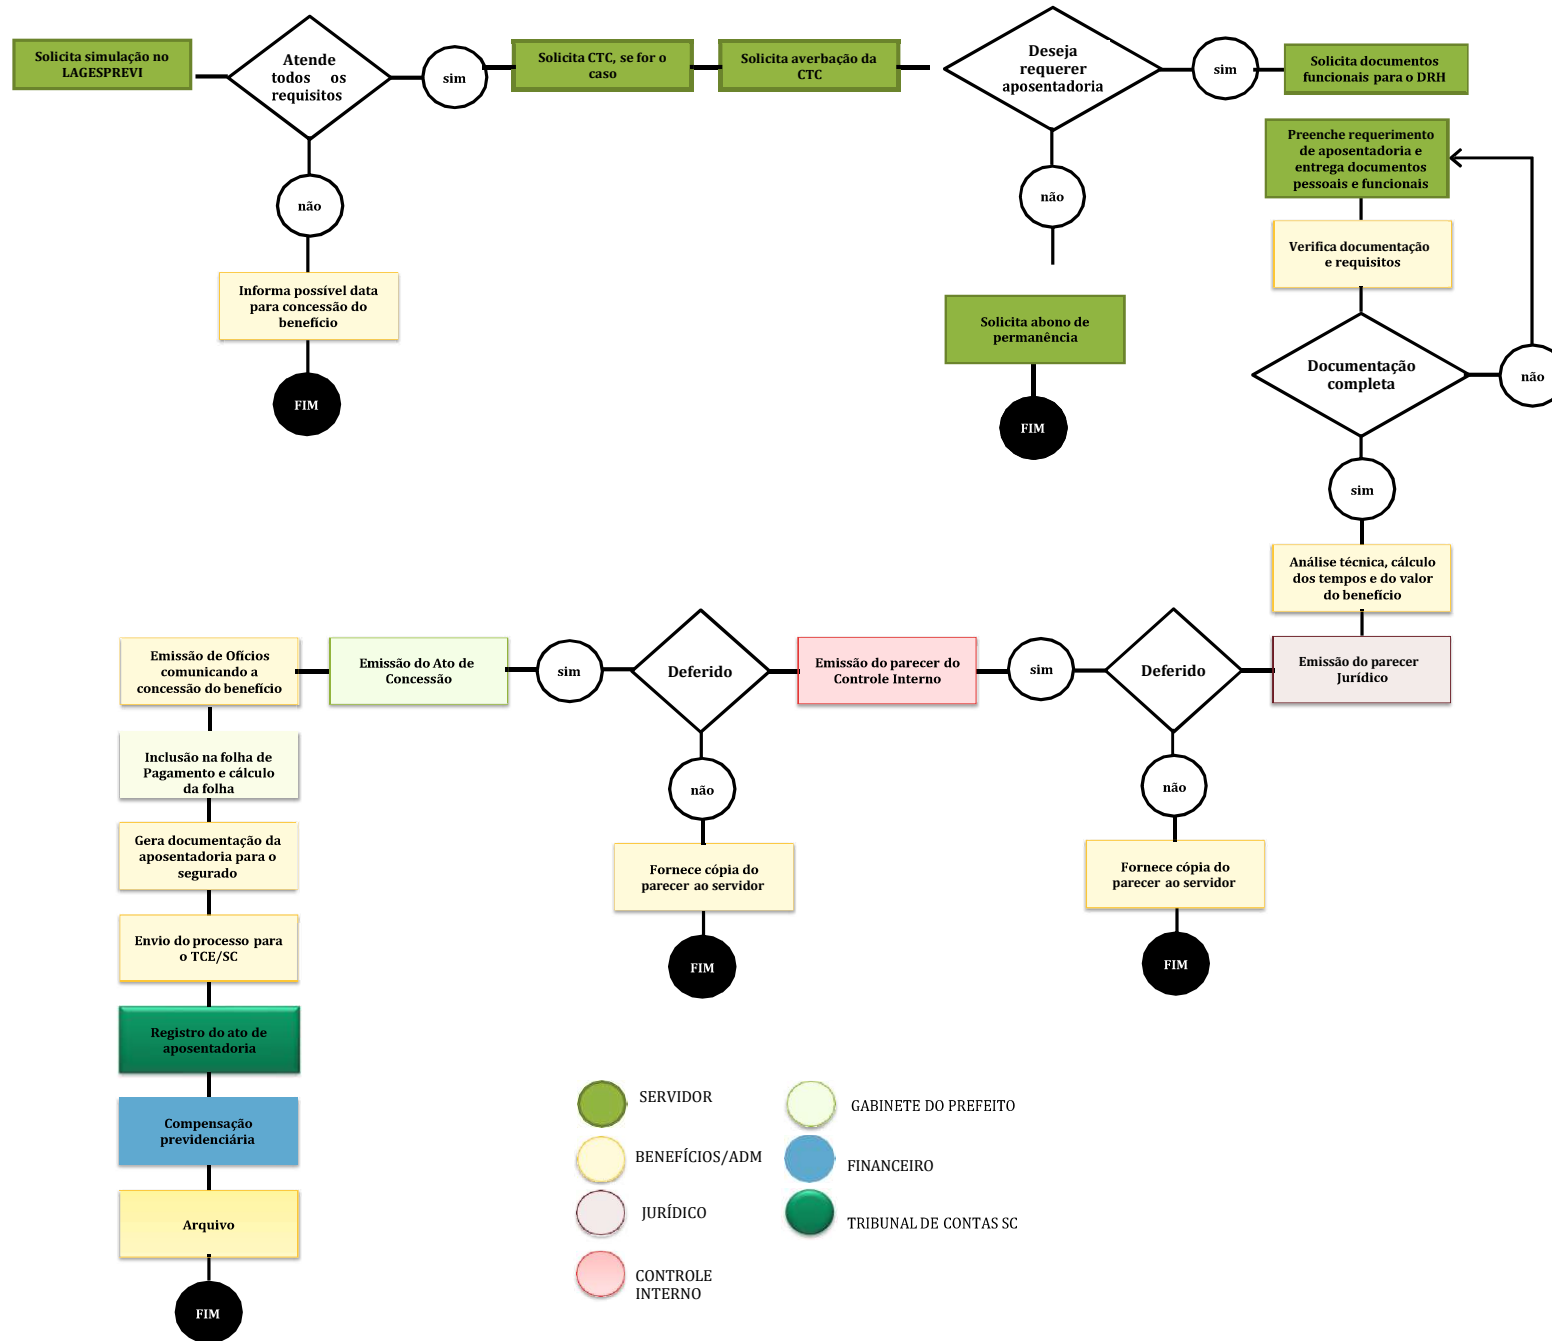 Solicita simulação no
LAGESPREVI
Atende
todos os
requisitos
sim
Solicita CTC, se for o
caso
Solicita averbação da
CTC
Deseja
requerer
aposentadoria
sim
Solicita documentos
funcionais para o DRH
não
Informa possível data
para concessão do
benefício
FIM
não
Solicita abono de
permanência
FIM
Preenche requerimento
de aposentadoria e
entrega documentos
pessoais e funcionais
Verifica documentação
e requisitos
Documentação
completa
não
sim
Análise técnica, cálculo
dos tempos e do valor
do benefício
Emissão do parecer
Jurídico
Deferido
sim
Emissão do parecer do
Controle Interno
Deferido
sim
Emissão do Ato de
Concessão
Emissão de Ofícios
comunicando a
concessão do benefício
não
Fornece cópia do
parecer ao servidor
FIM
não
Fornece cópia do
parecer ao servidor
FIM
Inclusão na folha de
Pagamento e cálculo
da folha
Gera documentação da
aposentadoria para o
segurado
Envio do processo para
o TCE/SC
Registro do ato de
aposentadoria
Compensação
previdenciária
Arquivo
FIM
SERVIDOR
BENEFÍCIOS/ADM
JURÍDICO
CONTROLE
INTERNO
GABINETE DO PREFEITO
FINANCEIRO
TRIBUNAL DE CONTAS SC